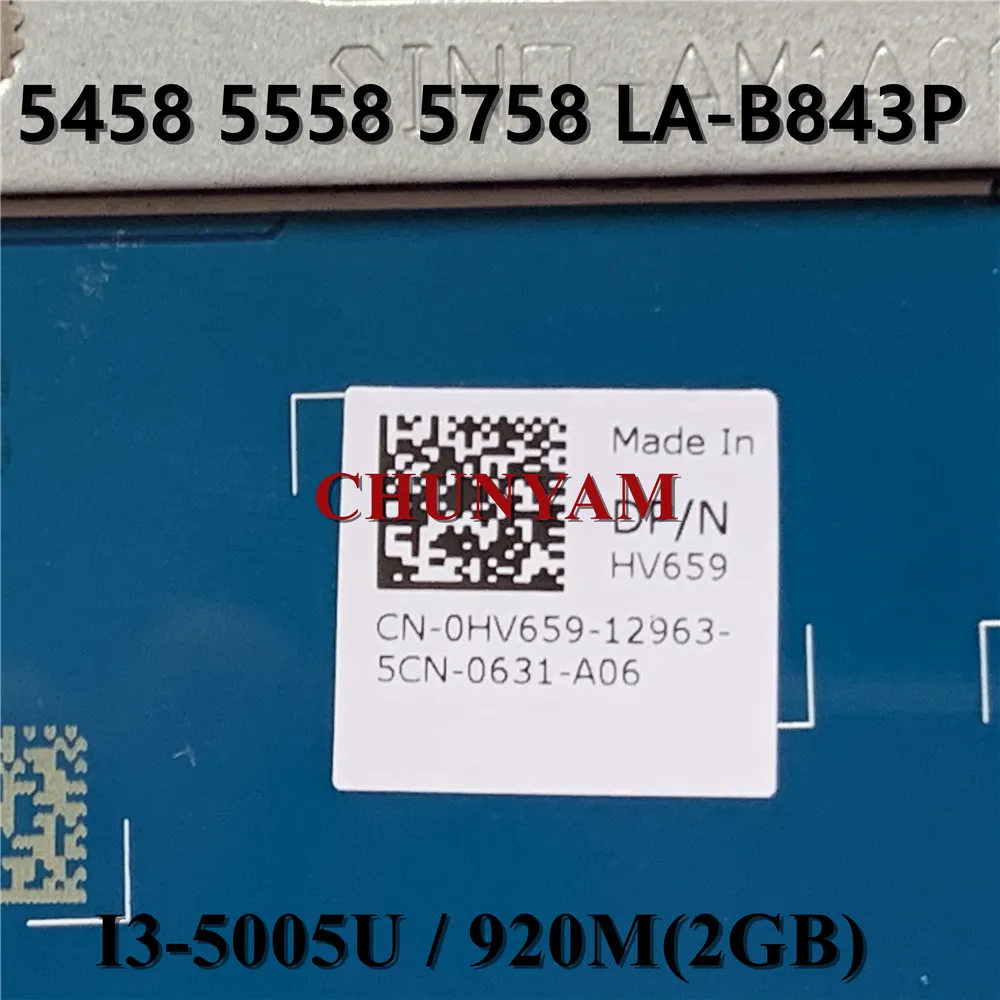 5458 5558 5758 LA-B843P
Made In
CHUNYAM
DP/N
HV659
CN-0HV659-12963-
5CN-0631-A06
I3-5005U / 920M(2GB)